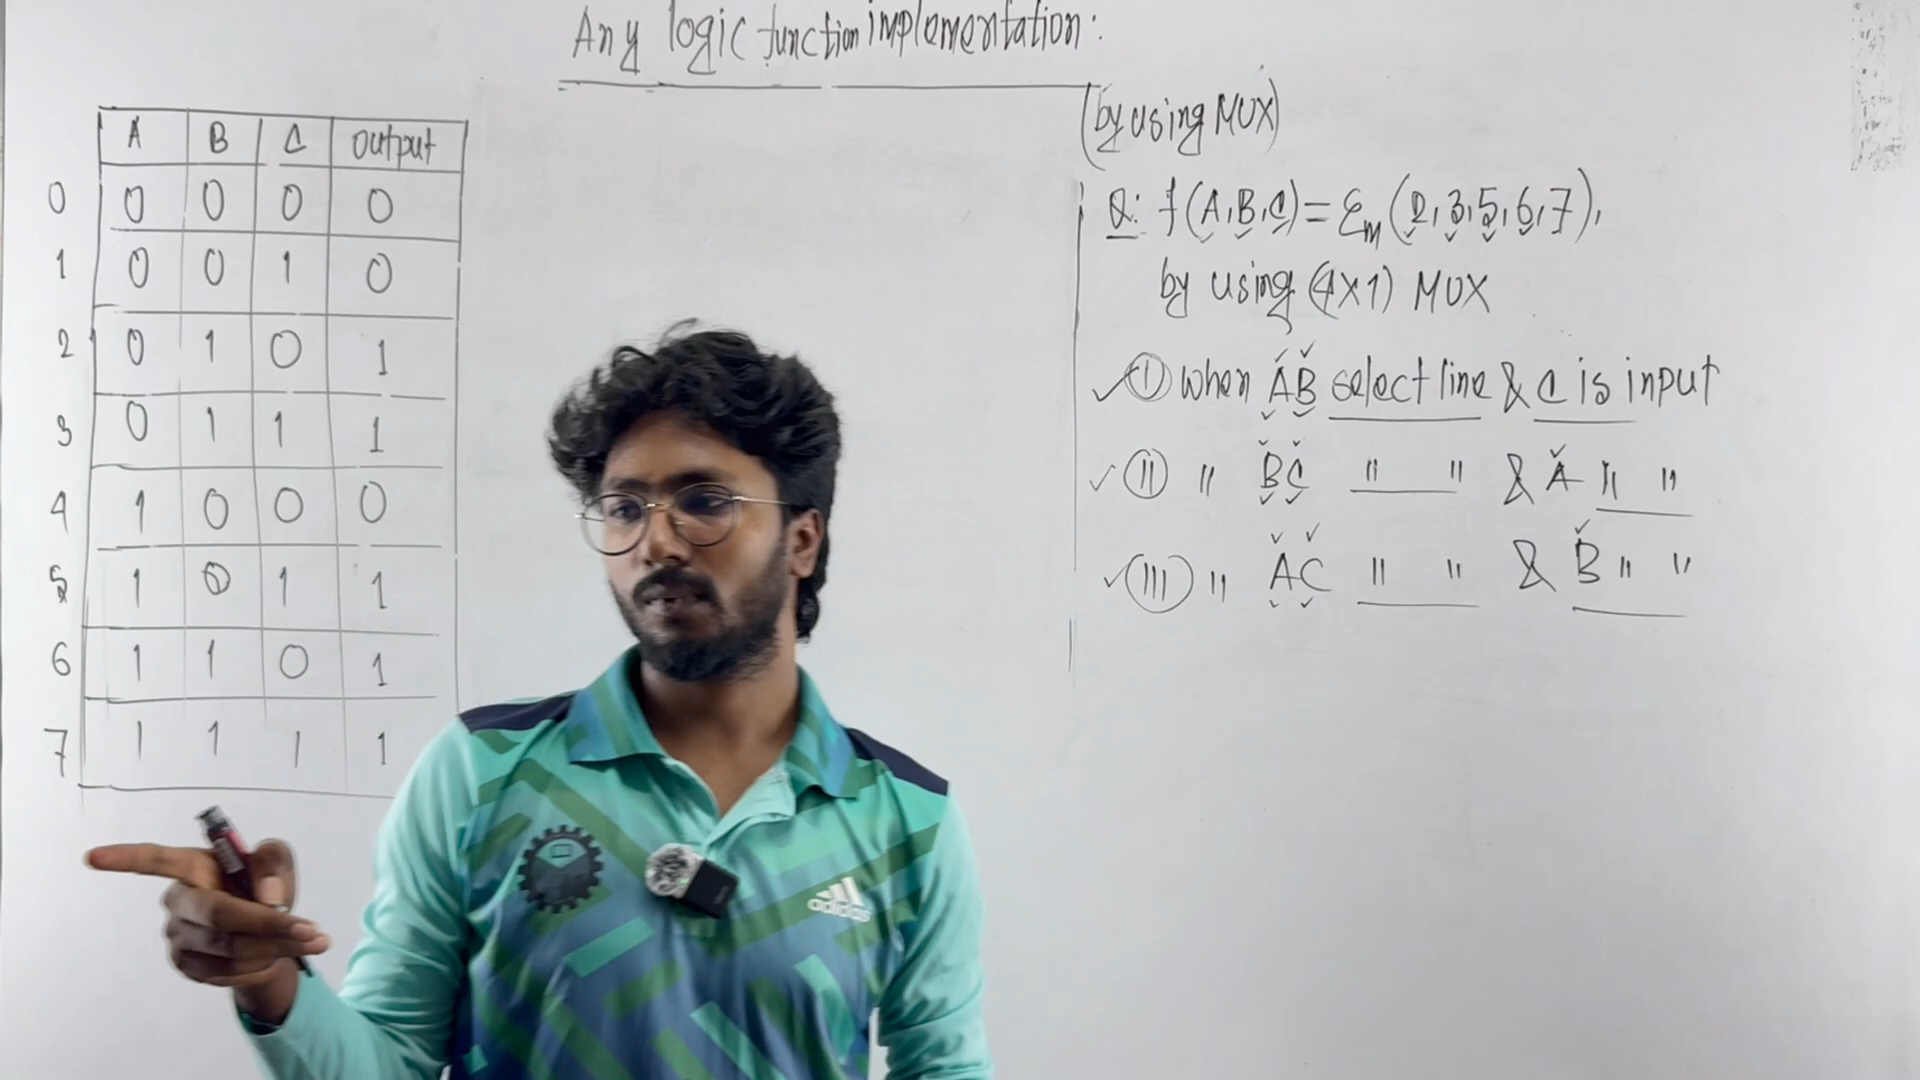 Any logic function implementation:
(by using MUX)
A B C output
0 0 0 0 0
1 0 0 1 0
2 0 1 0 1
3 0 1 1 1
4 1 0 0 0
5 1 0 1 1
6 1 1 0 1
7 1 1 1 1
Q: f(A,B,C)=Σm(2,3,5,6,7),
by using (4x1) MUX
(I) when AB select line & C is input
(II) " BC " " & A " "
(III) " AC " " & B " "
adidas